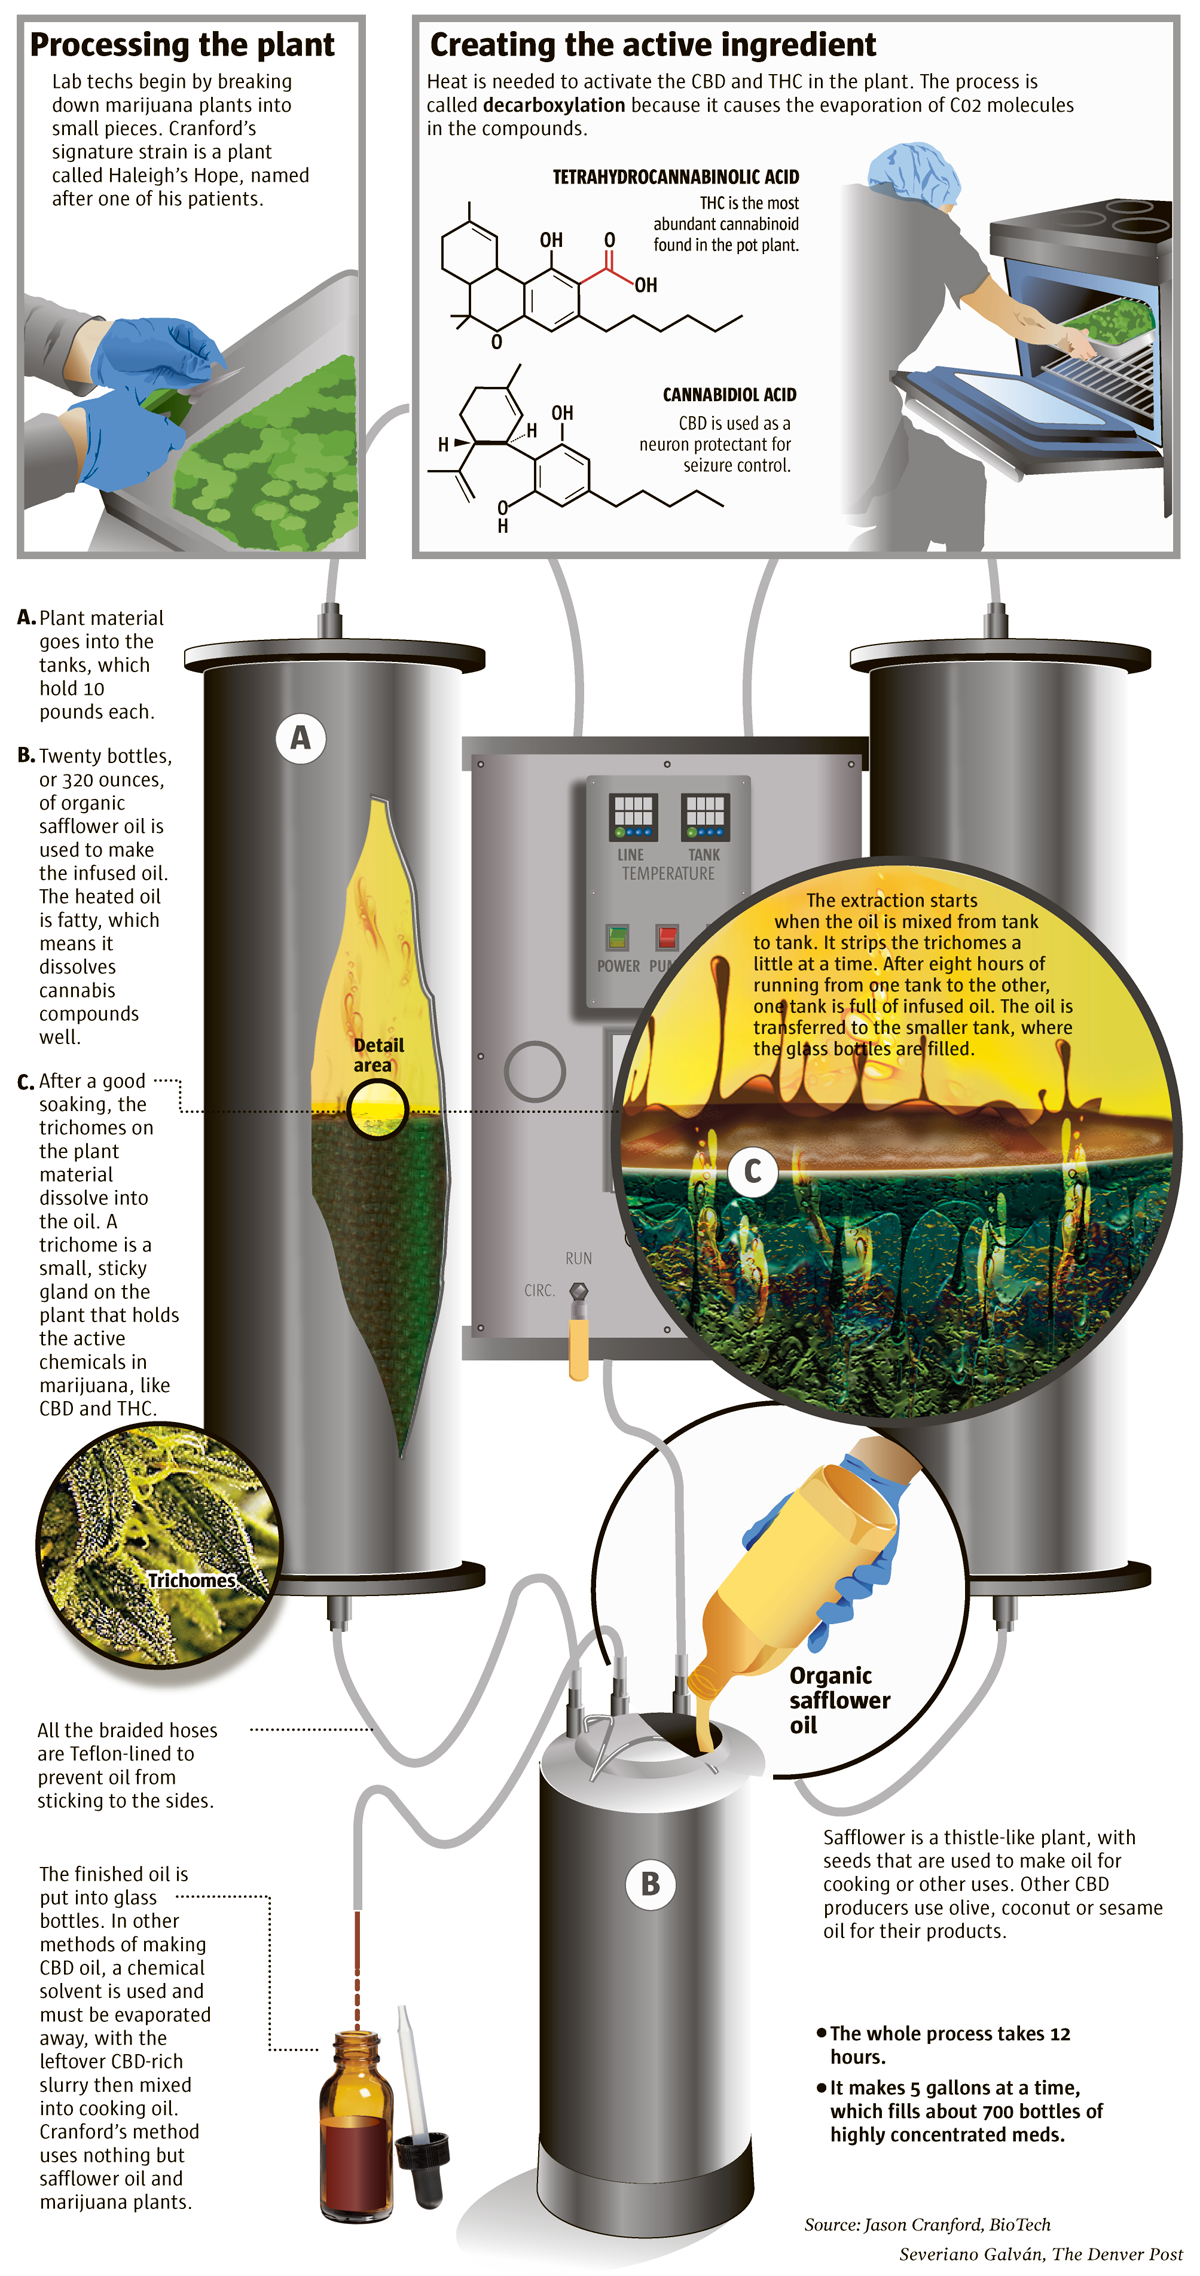 Processing the plant
Lab techs begin by breaking
down marijuana plants into
small pieces. Cranford's
signature strain is a plant
called Haleigh's Hope, named
after one of his patients.
Creating the active ingredient
Heat is needed to activate the CBD and THC in the plant. The process is
called decarboxylation because it causes the evaporation of CO2 molecules
in the compounds.
TETRAHYDROCANNABINOLIC ACID
THC is the most
abundant cannabinoid
found in the pot plant.
OH
O
OH
O
CANNABIDIOL ACID
CBD is used as a
neuron protectant for
seizure control.
OH
H
H
O
H
A. Plant material
goes into the
tanks, which
hold 10
pounds each.
B. Twenty bottles,
or 320 ounces,
of organic
safflower oil is
used to make
the infused oil.
The heated oil
is fatty, which
means it
dissolves
cannabis
compounds
well.
C. After a good
soaking, the
trichomes on
the plant
material
dissolve into
the oil. A
trichome is a
small, sticky
gland on the
plant that holds
the active
chemicals in
marijuana, like
CBD and THC.
Trichomes
A
Detail
area
LINE TANK
TEMPERATURE
POWER PUM
RUN
CIRC.
The extraction starts
when the oil is mixed from tank
to tank. It strips the trichomes a
little at a time. After eight hours of
running from one tank to the other,
one tank is full of infused oil. The oil is
transferred to the smaller tank, where
the glass bottles are filled.
C
Organic
safflower
oil
All the braided hoses
are Teflon-lined to
prevent oil from
sticking to the sides.
B
Safflower is a thistle-like plant, with
seeds that are used to make oil for
cooking or other uses. Other CBD
producers use olive, coconut or sesame
oil for their products.
The finished oil is
put into glass
bottles. In other
methods of making
CBD oil, a chemical
solvent is used and
must be evaporated
away, with the
leftover CBD-rich
slurry then mixed
into cooking oil.
Cranford's method
uses nothing but
safflower oil and
marijuana plants.
• The whole process takes 12
hours.
• It makes 5 gallons at a time,
which fills about 700 bottles of
highly concentrated meds.
Source: Jason Cranford, BioTech
Severiano Galván, The Denver Post